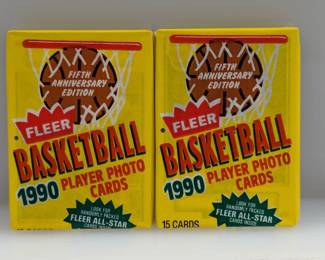 FIFTH
ANNIVERSARY
EDITION
FLEER
BASKETBALL
1990 PLAYER PHOTO
CARDS
LOOK FOR
RANDOMLY PACKED
FLEER ALL-STAR
CARDS INSIDE
FIFTH
ANNIVERSARY
EDITION
FLEER
BASKETBALL
1990 PLAYER PHOTO
CARDS
LOOK FOR
RANDOMLY PACKED
FLEER ALL-STAR
CARDS INSIDE
15 CARDS